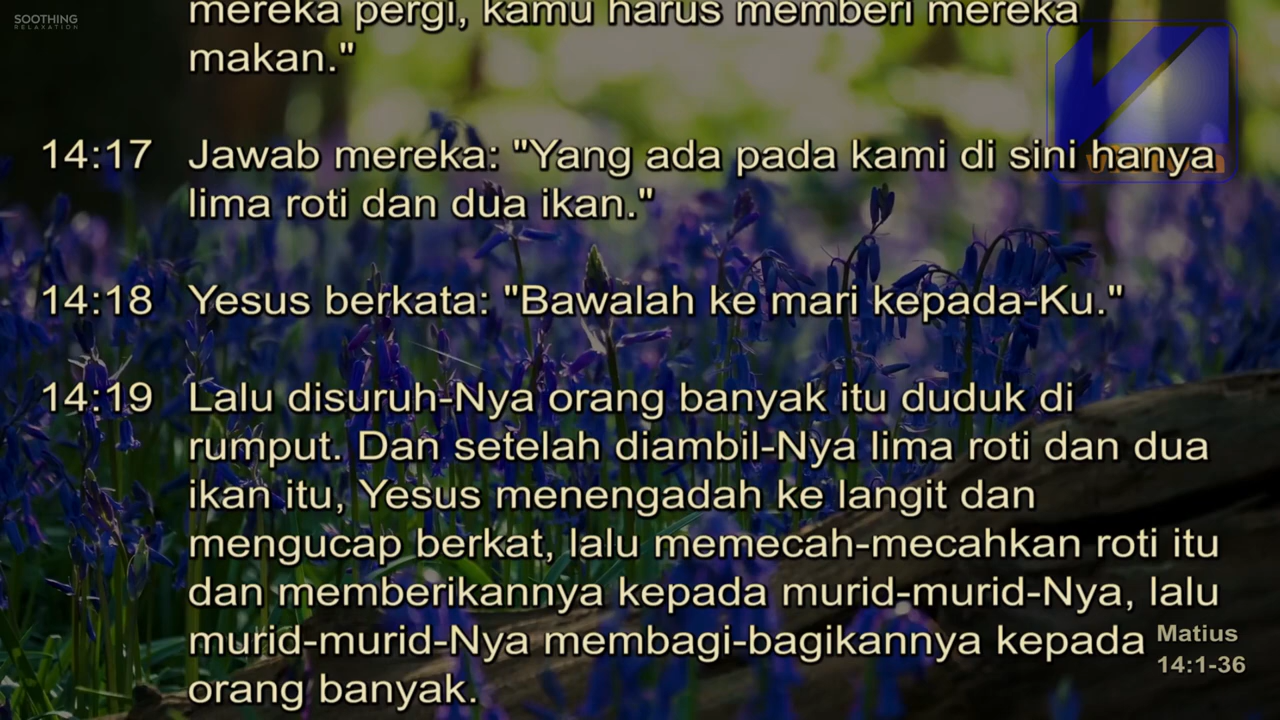 SOOTHING
RELAXATION
mereka pergi, kamu harus memberi mereka
makan."
14:17 Jawab mereka: "Yang ada pada kami di sini hanya
lima roti dan dua ikan."
14:18 Yesus berkata: "Bawalah ke mari kepada-Ku."
14:19 Lalu disuruh-Nya orang banyak itu duduk di
rumput. Dan setelah diambil-Nya lima roti dan dua
ikan itu, Yesus menengadah ke langit dan
mengucap berkat, lalu memecah-mecahkan roti itu
dan memberikannya kepada murid-murid-Nya, lalu
murid-murid-Nya membagi-bagikannya kepada
orang banyak.
Matius
14:1-36